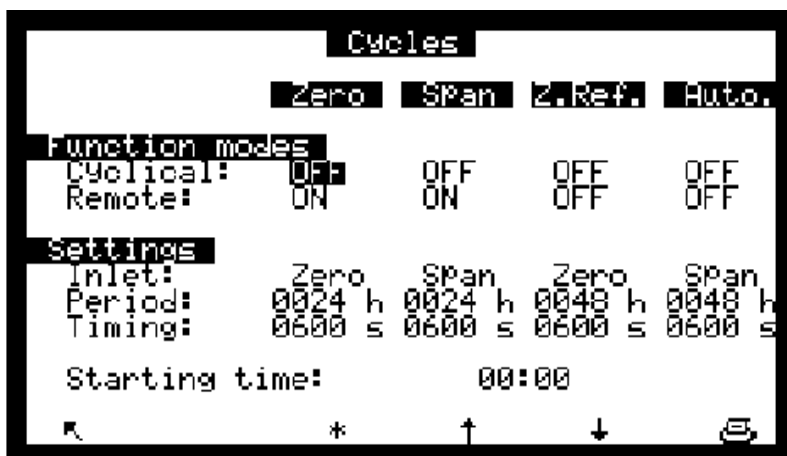 Cycles
Zero Span Z.Ref. Auto.
Function modes
Cyclical: OFF OFF OFF OFF
Remote: ON ON OFF OFF
Settings
Inlet: Zero Span Zero Span
Period: 0024 h 0024 h 0048 h 0048 h
Timing: 0600 s 0600 s 0600 s 0600 s
Starting time: 00:00
* ↑ ↓